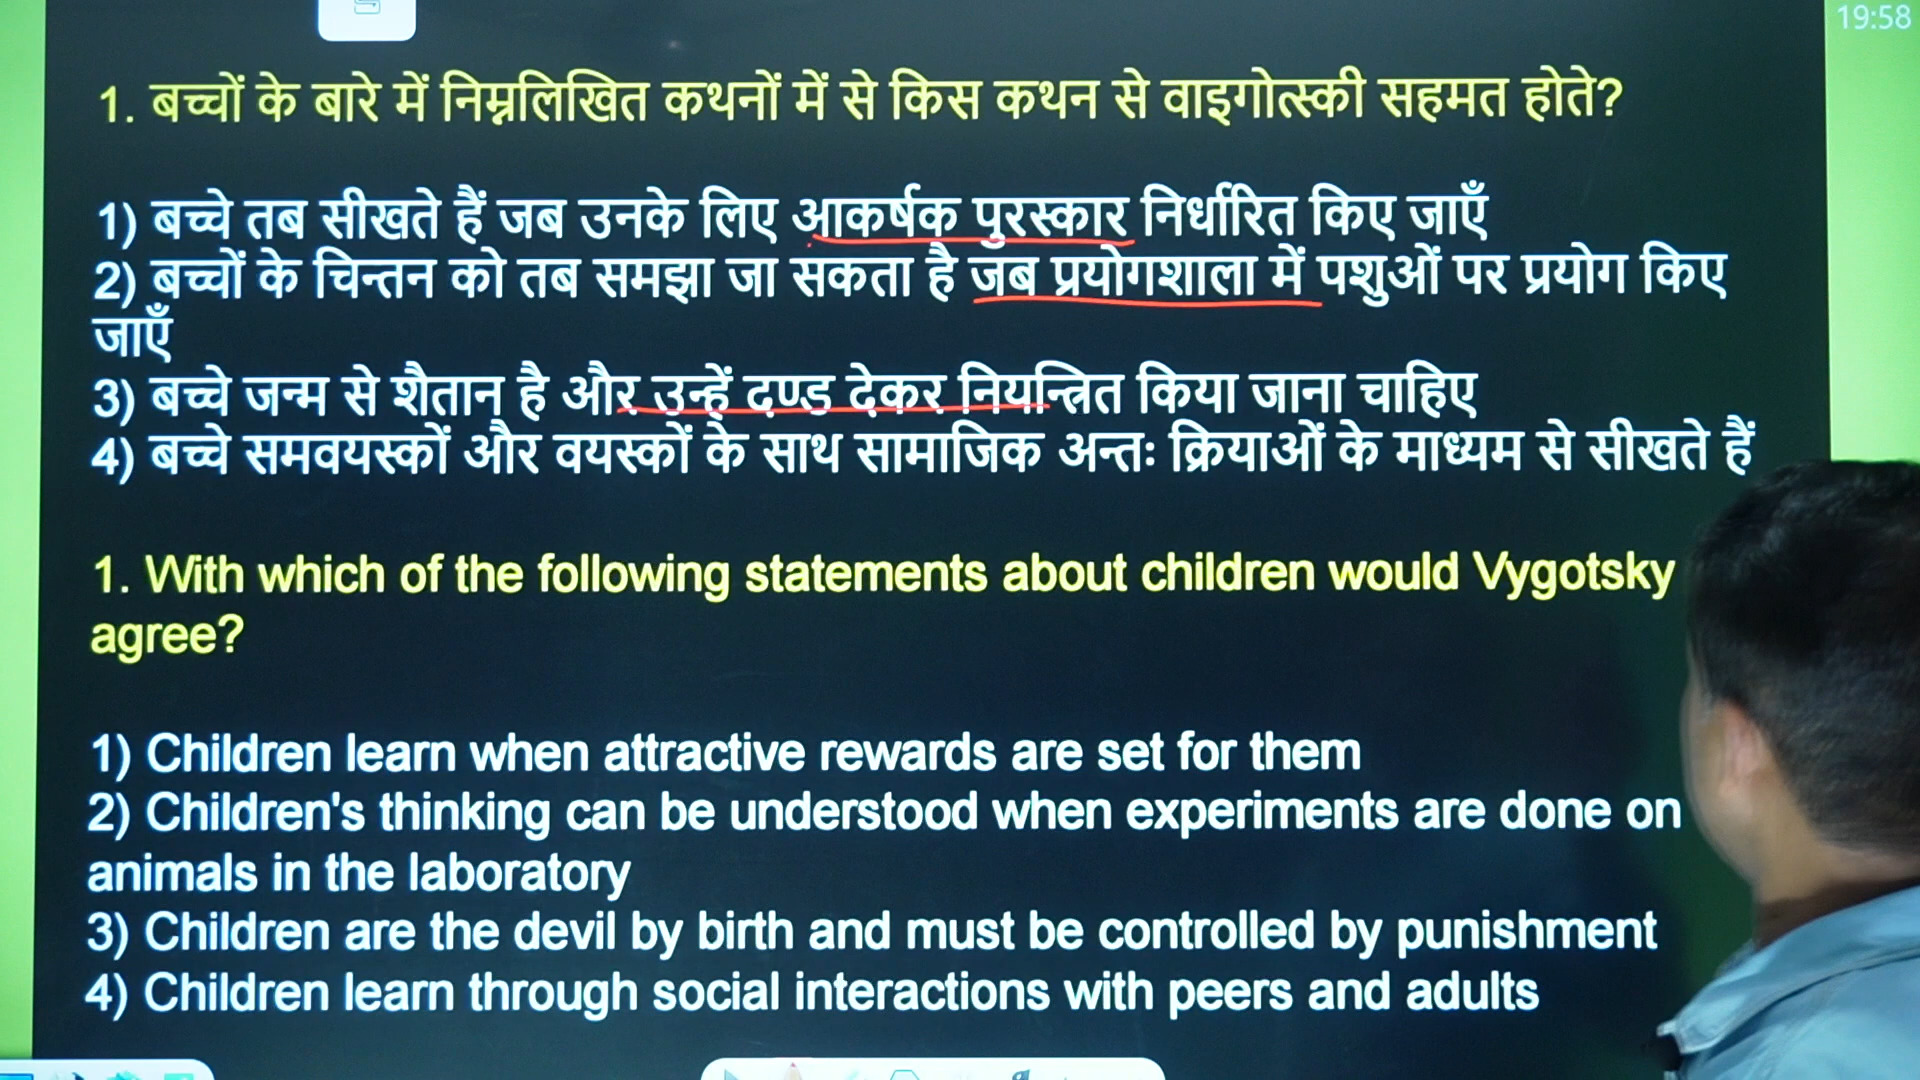 19:58
1. बच्चों के बारे में निम्नलिखित कथनों में से किस कथन से वाइगोत्स्की सहमत होते?
1) बच्चे तब सीखते हैं जब उनके लिए आकर्षक पुरस्कार निर्धारित किए जाएँ
2) बच्चों के चिन्तन को तब समझा जा सकता है जब प्रयोगशाला में पशुओं पर प्रयोग किए
जाएँ
3) बच्चे जन्म से शैतान है और उन्हें दण्ड देकर नियन्त्रित किया जाना चाहिए
4) बच्चे समवयस्कों और वयस्कों के साथ सामाजिक अन्तः क्रियाओं के माध्यम से सीखते हैं
1. With which of the following statements about children would Vygotsky
agree?
1) Children learn when attractive rewards are set for them
2) Children's thinking can be understood when experiments are done on
animals in the laboratory
3) Children are the devil by birth and must be controlled by punishment
4) Children learn through social interactions with peers and adults